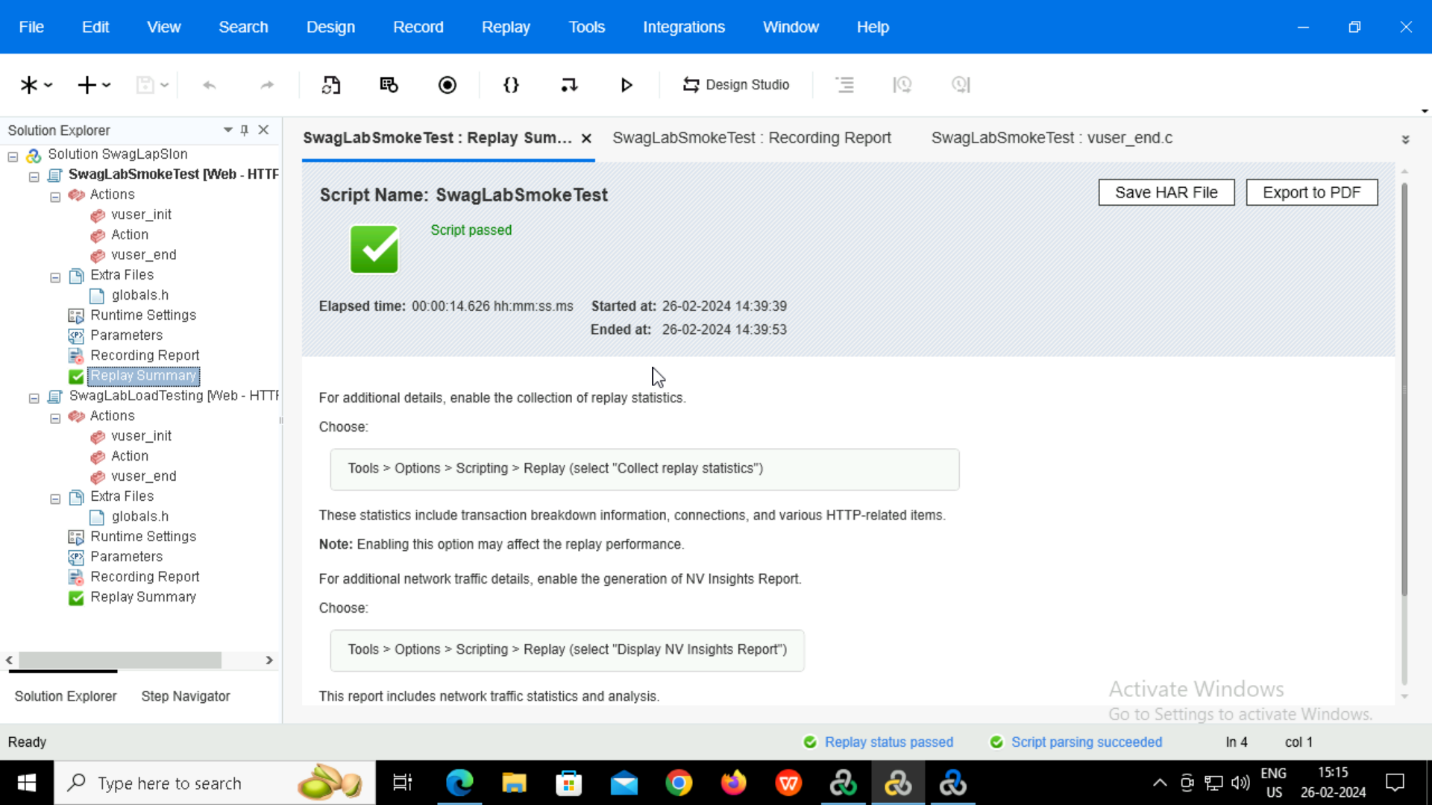 File Edit View Search Design Record Replay Tools Integrations Window Help
Design Studio
Solution Explorer
Solution SwagLapSlon
SwagLabSmokeTest [Web - HTTF
Actions
vuser_init
Action
vuser_end
Extra Files
globals.h
Runtime Settings
Parameters
Recording Report
Replay Summary
SwagLabLoadTesting [Web - HTTF
Actions
vuser_init
Action
vuser_end
Extra Files
globals.h
Runtime Settings
Parameters
Recording Report
Replay Summary
Solution Explorer Step Navigator
SwagLabSmokeTest : Replay Sum... SwagLabSmokeTest : Recording Report SwagLabSmokeTest : vuser_end.c
Script Name: SwagLabSmokeTest
Save HAR File Export to PDF
Script passed
Elapsed time: 00:00:14.626 hh:mm:ss.ms Started at: 26-02-2024 14:39:39
Ended at: 26-02-2024 14:39:53
For additional details, enable the collection of replay statistics.
Choose:
Tools > Options > Scripting > Replay (select "Collect replay statistics")
These statistics include transaction breakdown information, connections, and various HTTP-related items.
Note: Enabling this option may affect the replay performance.
For additional network traffic details, enable the generation of NV Insights Report.
Choose:
Tools > Options > Scripting > Replay (select "Display NV Insights Report")
This report includes network traffic statistics and analysis.
Activate Windows
Go to Settings to activate Windows.
Ready Replay status passed Script parsing succeeded ln 4 col 1
Type here to search
ENG
US
15:15
26-02-2024